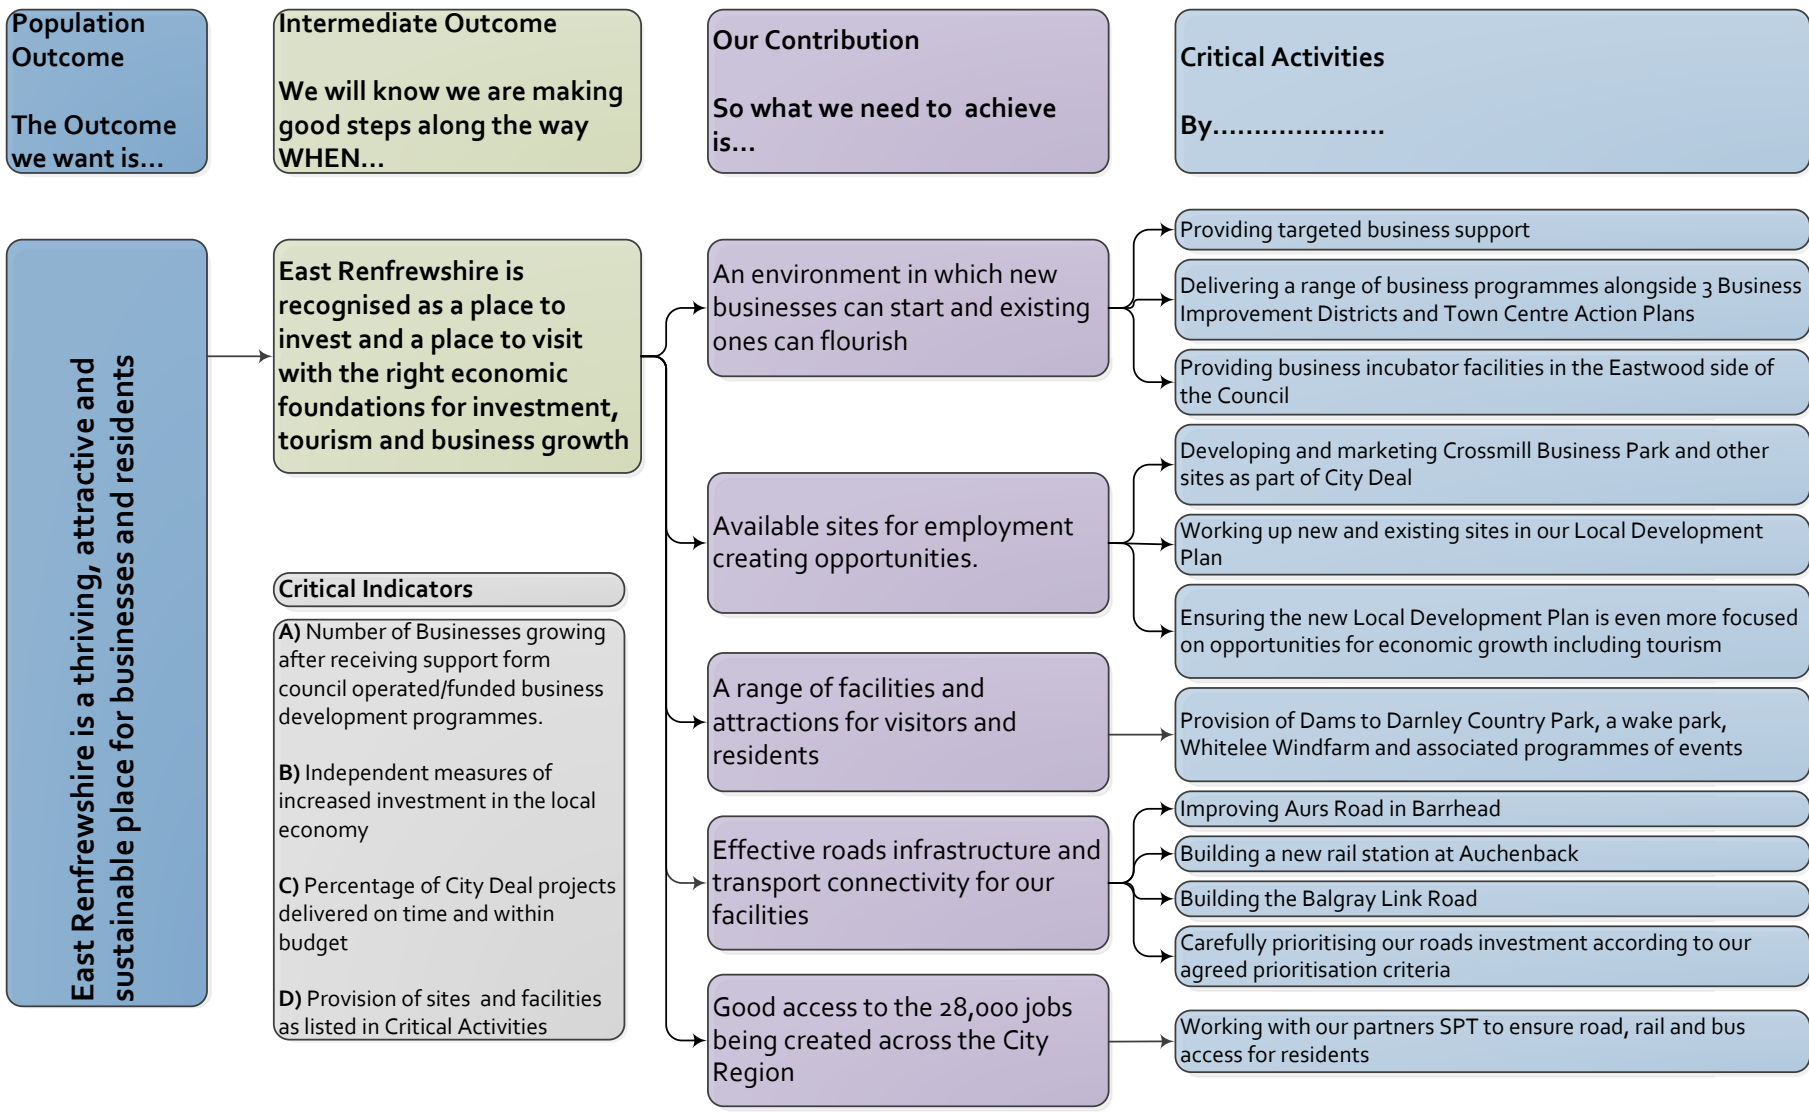 Population
Outcome
The Outcome
we want is...
Intermediate Outcome
We will know we are making
good steps along the way
WHEN...
Our Contribution
So what we need to  achieve
is...
Critical Activities
By.....................
East Renfrewshire is a thriving, attractive and
sustainable place for businesses and residents
East Renfrewshire is
recognised as a place to
invest and a place to visit
with the right economic
foundations for investment,
tourism and business growth
Critical Indicators
A) Number of Businesses growing
after receiving support form
council operated/funded business
development programmes.
B) Independent measures of
increased investment in the local
economy
C) Percentage of City Deal projects
delivered on time and within
budget
D) Provision of sites  and facilities
as listed in Critical Activities
An environment in which new
businesses can start and existing
ones can flourish
Providing targeted business support
Delivering a range of business programmes alongside 3 Business
Improvement Districts and Town Centre Action Plans
Providing business incubator facilities in the Eastwood side of
the Council
Available sites for employment
creating opportunities.
Developing and marketing Crossmill Business Park and other
sites as part of City Deal
Working up new and existing sites in our Local Development
Plan
Ensuring the new Local Development Plan is even more focused
on opportunities for economic growth including tourism
A range of facilities and
attractions for visitors and
residents
Provision of Dams to Darnley Country Park, a wake park,
Whitelee Windfarm and associated programmes of events
Effective roads infrastructure and
transport connectivity for our
facilities
Improving Aurs Road in Barrhead
Building a new rail station at Auchenback
Building the Balgray Link Road
Carefully prioritising our roads investment according to our
agreed prioritisation criteria
Good access to the 28,000 jobs
being created across the City
Region
Working with our partners SPT to ensure road, rail and bus
access for residents